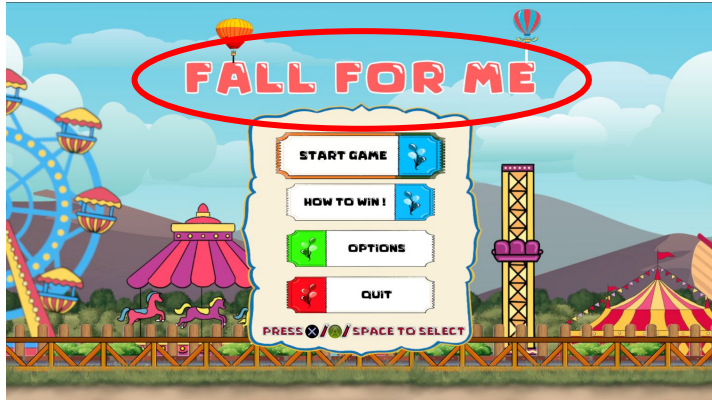 FALL FOR ME
START GAME
HOW TO WIN !
OPTIONS
QUIT
PRESS / / SPACE TO SELECT